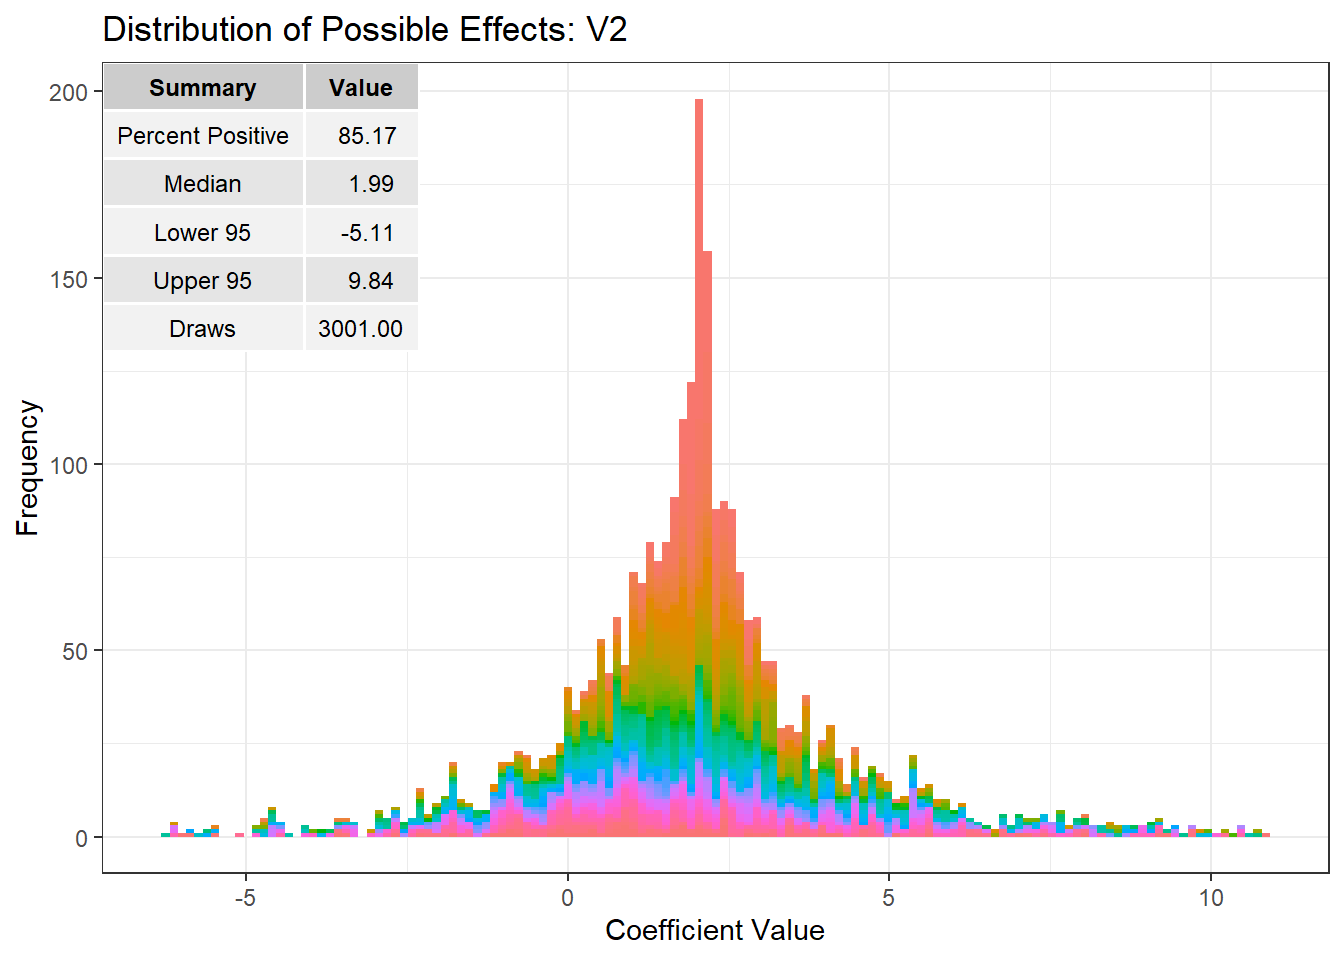 Distribution of Possible Effects: V2
Summary Value
Percent Positive 85.17
Median 1.99
Lower 95 -5.11
Upper 95 9.84
Draws 3001.00
200
150
100
50
0
Frequency
-5 0 5 10
Coefficient Value